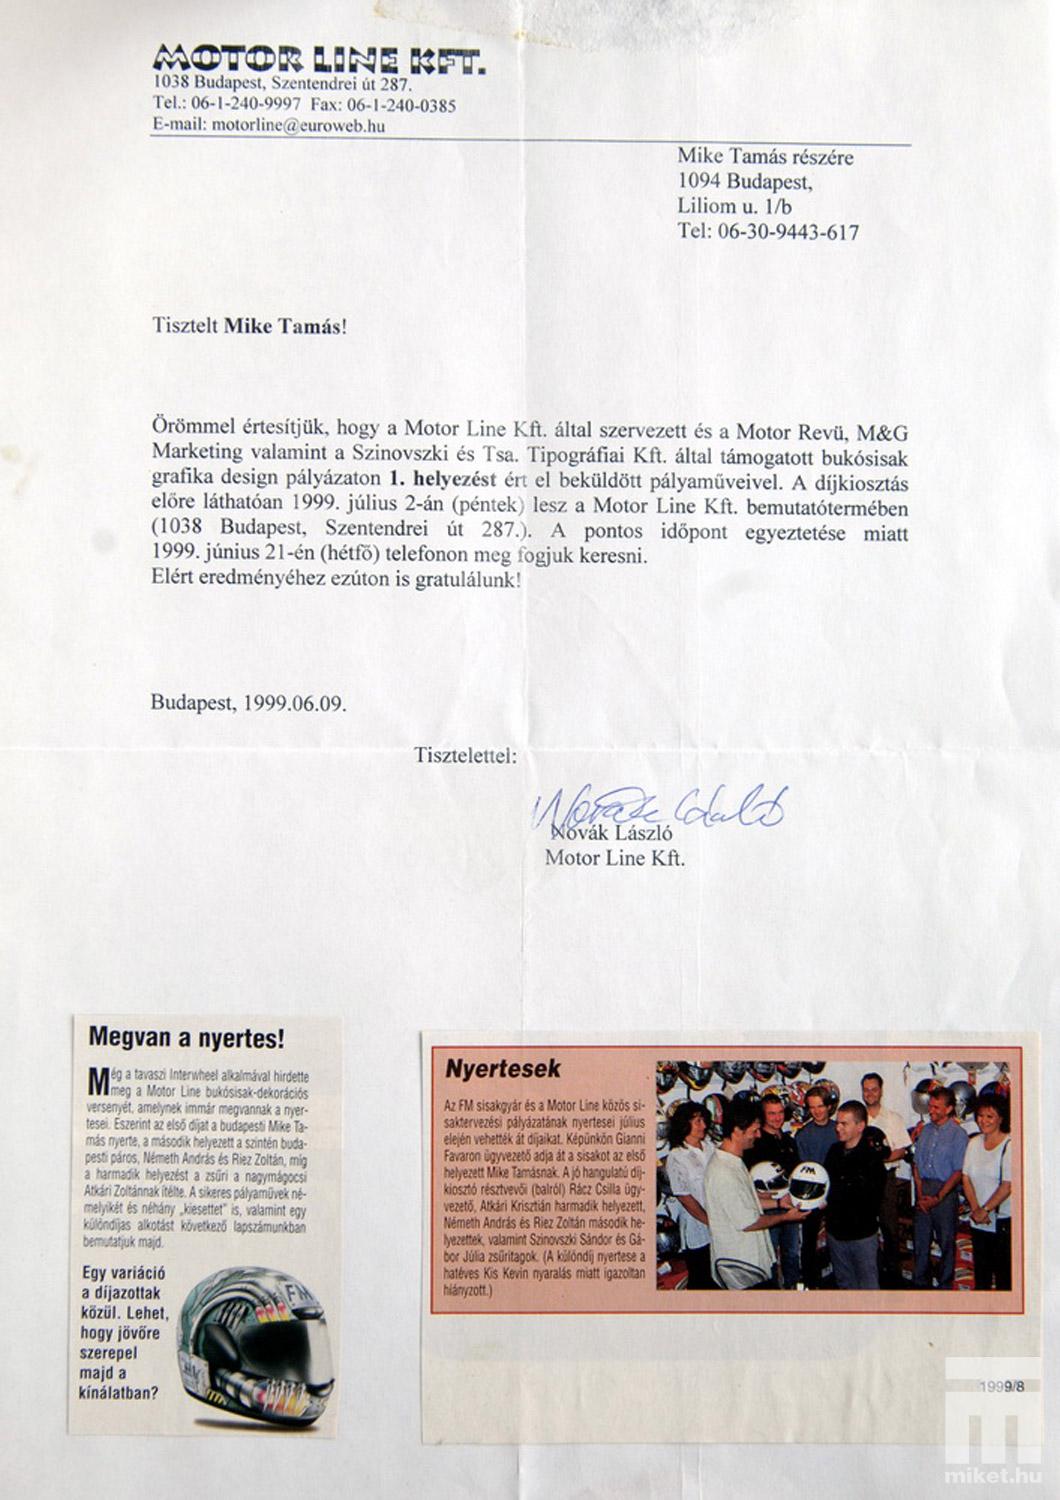 MOTOR LINE KFT.
1038 Budapest, Szentendrei út 287.
Tel.: 06-1-240-9997 Fax: 06-1-240-0385
E-mail: motorline@euroweb.hu
Mike Tamás részére
1094 Budapest,
Liliom u. 1/b
Tel: 06-30-9443-617
Tisztelt Mike Tamás!
Örömmel értesítjük, hogy a Motor Line Kft. által szervezett és a Motor Revü, M&G
Marketing valamint a Szinovszki és Tsa. Tipográfiai Kft. által támogatott bukósisak
grafika design pályázaton 1. helyezést ért el beküldött pályaműveivel. A díjkiosztás
előre láthatóan 1999. július 2-án (péntek) lesz a Motor Line Kft. bemutatótermében
(1038 Budapest, Szentendrei út 287.). A pontos időpont egyeztetése miatt
1999. június 21-én (hétfő) telefonon meg fogjuk keresni.
Elért eredményéhez ezúton is gratulálunk!
Budapest, 1999.06.09.
Tisztelettel:
Novák László
Novák László
Motor Line Kft.
Megvan a nyertes!
Még a tavaszi Interwheel alkalmával hirdette
meg a Motor Line bukósisak-dekorációs
versenyét, amelynek immár megvannak a nyer-
tesei. Eszerint az első díjat a budapesti Mike Ta-
más nyerte, a második helyezett a szintén buda-
pesti páros, Németh András és Riez Zoltán, míg
a harmadik helyezést a zsűri a nagymágocsi
Atkári Zoltánnak ítélte. A sikeres pályaművek né-
melyikét és néhány „kiesettet" is, valamint egy
különdíjas alkotást következő lapszámunkban
bemutatjuk majd.
Egy variáció
a díjazottak
közül. Lehet,
hogy jövőre
szerepel
majd a
kínálatban?
FM
Nyertesek
Az FM sisakgyár és a Motor Line közös si-
saktervezési pályázatának nyertesei július
elején vehették át díjaikat. Képünkön Gianni
Favaron ügyvezető adja át a sisakot az első
helyezett Mike Tamásnak. A jó hangulatú díj-
kiosztó résztvevői (balról) Rácz Csilla ügy-
vezető, Atkári Krisztián harmadik helyezett,
Németh András és Riez Zoltán második he-
lyezettek, valamint Szinovszki Sándor és Gá-
bor Júlia zsűritagok. (A különdíj nyertese a
hatéves Kis Kevin nyaralás miatt igazoltan
hiányzott.)
FM
1999/8
miket.hu